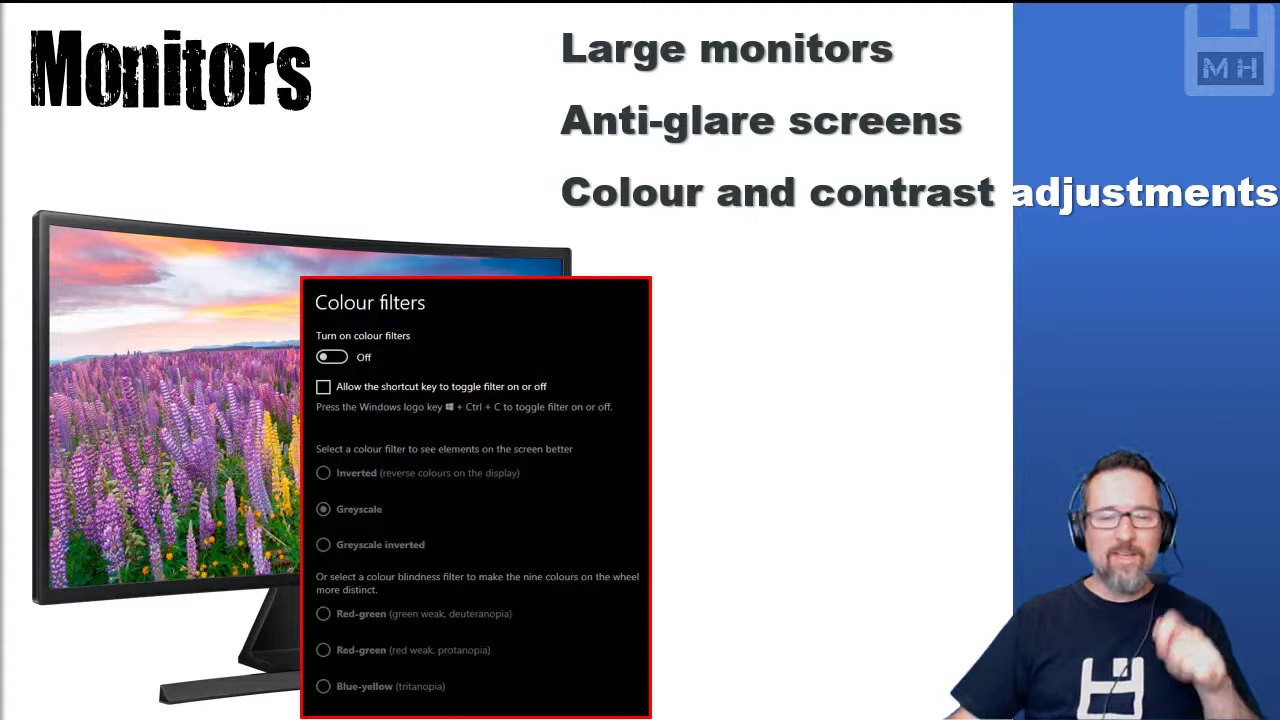 Monitors
Large monitors
Anti-glare screens
Colour and contrast adjustments
MH
Colour filters
Turn on colour filters
Off
Allow the shortcut key to toggle filter on or off
Press the Windows logo key + Ctrl + C to toggle filter on or off.
Select a colour filter to see elements on the screen better
Inverted (reverse colours on the display)
Greyscale
Greyscale inverted
Or select a colour blindness filter to make the nine colours on the wheel
more distinct.
Red-green (green weak, deuteranopia)
Red-green (red weak, protanopia)
Blue-yellow (tritanopia)
MH